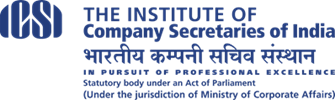 icsi
THE INSTITUTE OF
Company Secretaries of India
भारतीय कम्पनी सचिव संस्थान
IN PURSUIT OF PROFESSIONAL EXCELLENCE
Statutory body under an Act of Parliament
(Under the jurisdiction of Ministry of Corporate Affairs)